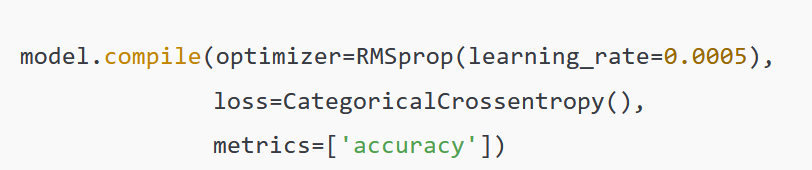 model.compile(optimizer=RMSprop(learning_rate=0.0005),
loss=CategoricalCrossentropy(),
metrics=['accuracy'])